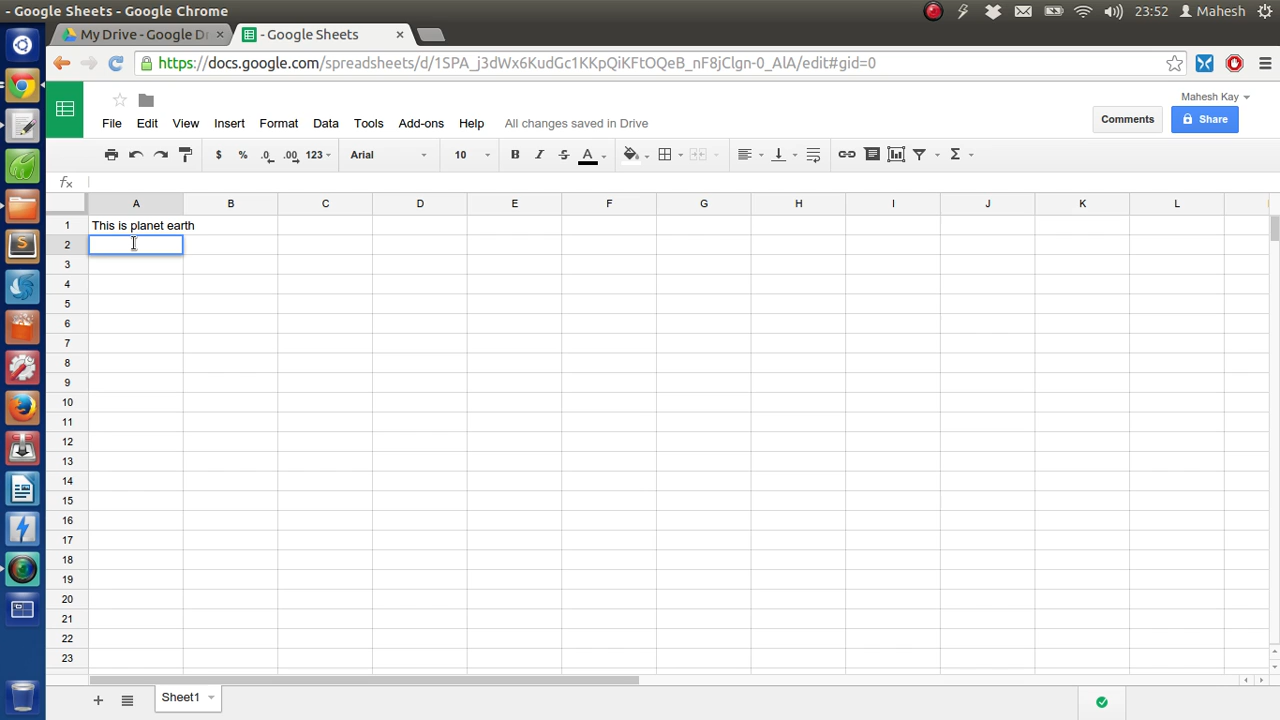 - Google Sheets - Google Chrome
23:52 Mahesh
My Drive - Google Dr
- Google Sheets
https://docs.google.com/spreadsheets/d/1SPA_j3dWx6KudGc1KKpQiKFtOQeB_nF8jClgn-0_AlA/edit#gid=0
Mahesh Kay
File Edit View Insert Format Data Tools Add-ons Help All changes saved in Drive
Comments Share
$ % .0 .00 123 Arial 10 B I S A Σ
fx
A B C D E F G H I J K L
1 This is planet earth
2
3
4
5
6
7
8
9
10
11
12
13
14
15
16
17
18
19
20
21
22
23
+ Sheet1